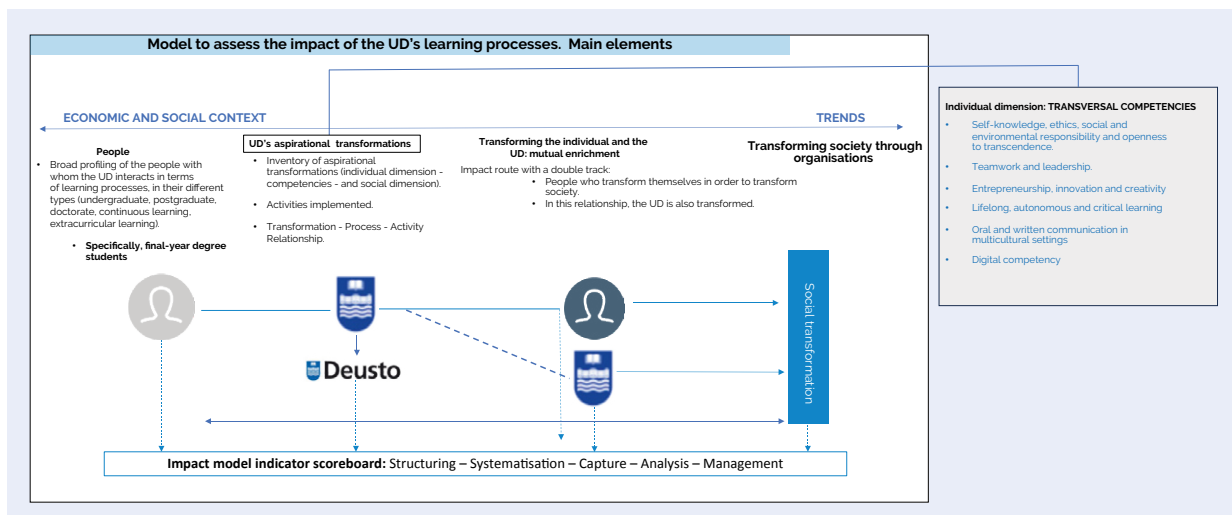 Model to assess the impact of the UD's learning processes. Main elements
ECONOMIC AND SOCIAL CONTEXT
TRENDS
People
• Broad profiling of the people with
whom the UD interacts in terms
of learning processes, in their different
types (undergraduate, postgraduate,
doctorate, continuous learning,
extracurricular learning).
• Specifically, final-year degree
students
UD's aspirational transformations
• Inventory of aspirational
transformations (individual dimension -
competencies - and social dimension).
• Activities implemented.
• Transformation - Process - Activity
Relationship.
Transforming the individual and the
UD: mutual enrichment
Impact route with a double track:
• People who transform themselves in order to transform
society.
• In this relationship, the UD is also transformed.
Transforming society through
organisations
Deusto
Social transformation
Impact model indicator scoreboard: Structuring – Systematisation – Capture – Analysis – Management
Individual dimension: TRANSVERSAL COMPETENCIES
• Self-knowledge, ethics, social and
environmental responsibility and openness
to transcendence.
• Teamwork and leadership.
• Entrepreneurship, innovation and creativity
• Lifelong, autonomous and critical learning
• Oral and written communication in
multicultural settings
• Digital competency